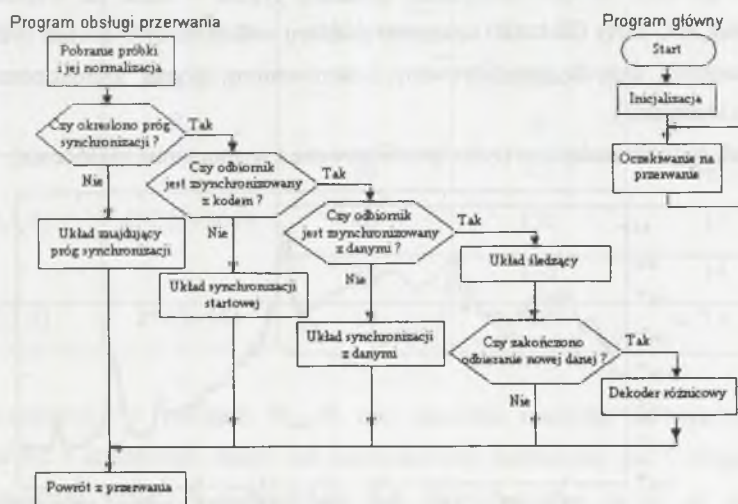 Program obsługi przerwania
Pobranie próbki
i jej normalizacja
Czy określono próg
synchronizacji ?
Tak
Nie
Układ znajdujący
próg synchronizacji
Czy odbiornik
jest zsynchronizowany
z kodem ?
Tak
Nie
Układ synchronizacji
startowej
Czy odbiornik
jest zsynchronizowany
z danymi ?
Tak
Nie
Układ synchronizacji
z danymi
Układ śledzący
Czy zakończono
odbieranie nowej danej ?
Tak
Nie
Dekoder różnicowy
Powrót z przerwania
Program główny
Start
Inicjalizacja
Oczekiwanie na
przerwanie